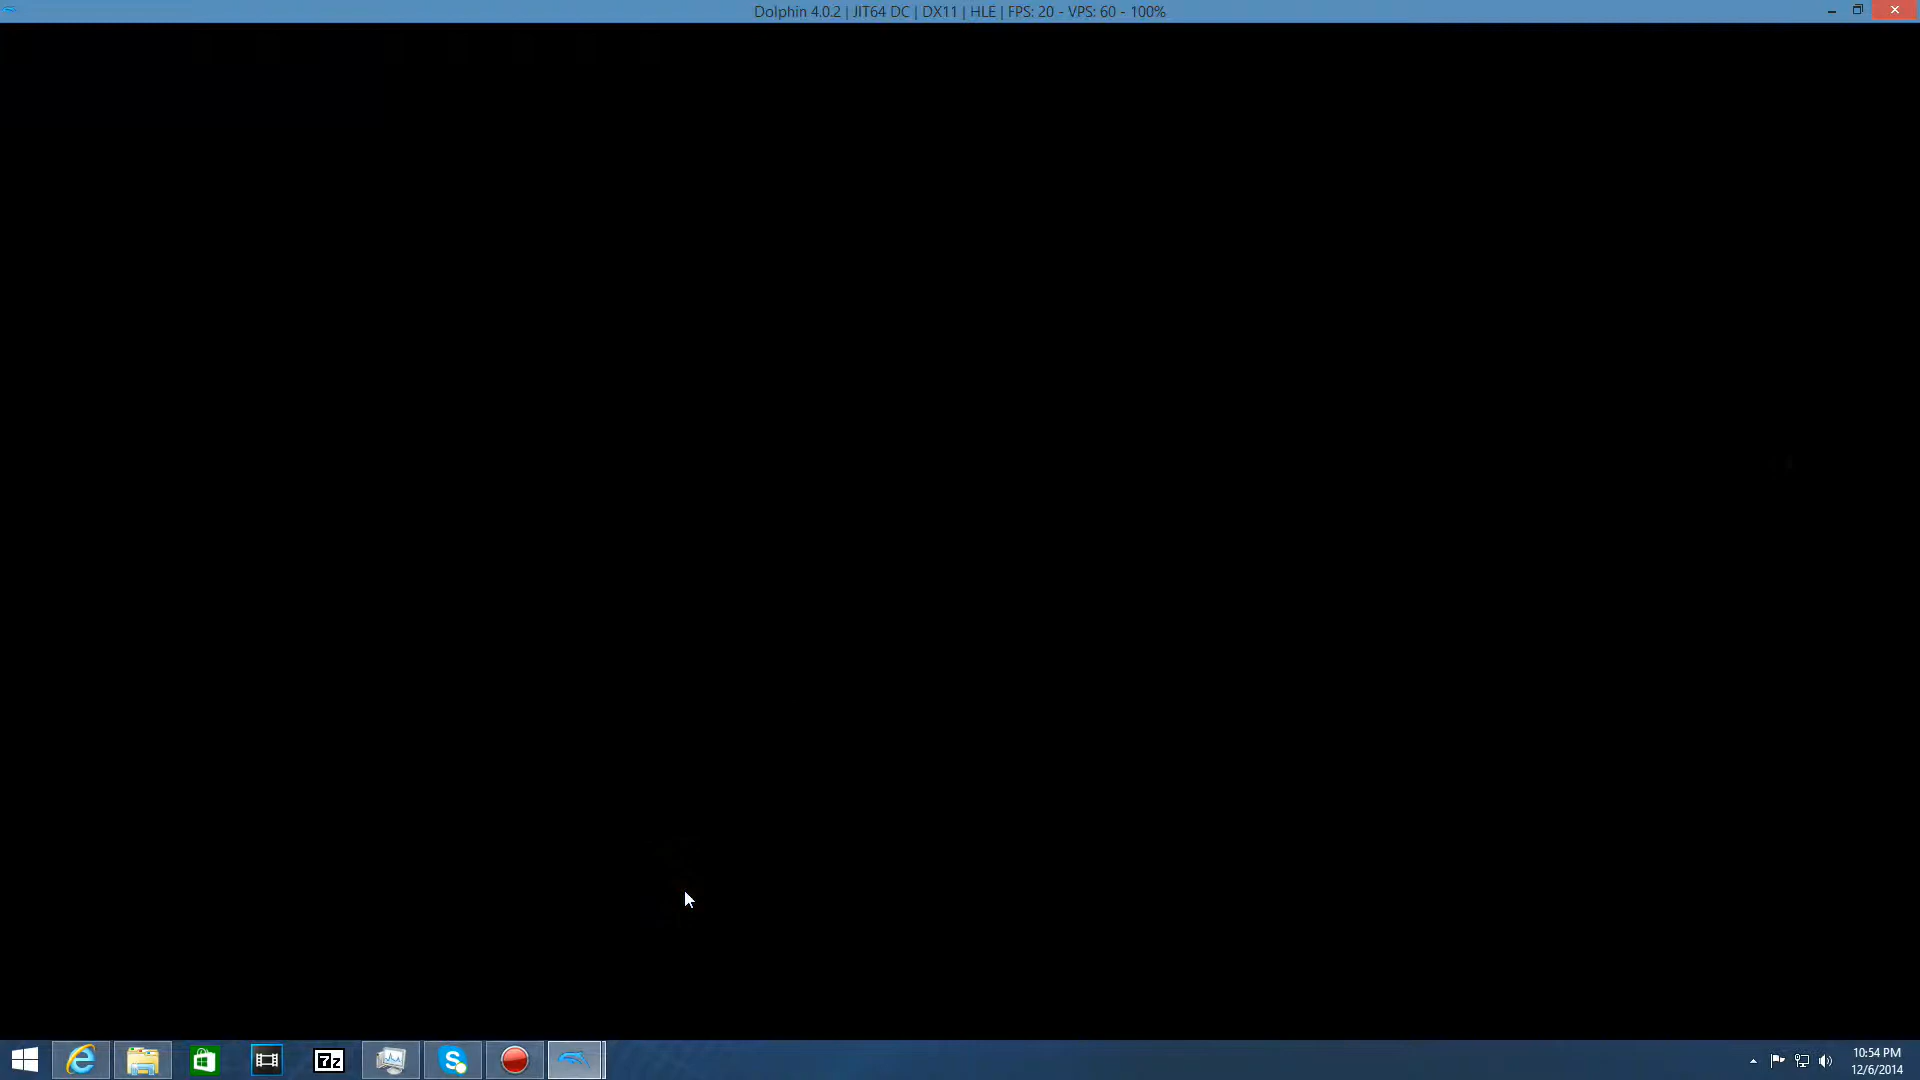 Dolphin 4.0.2 | JIT64 DC | DX11 | HLE | FPS: 20 - VPS: 60 - 100%
7z
S
10:54 PM
12/6/2014